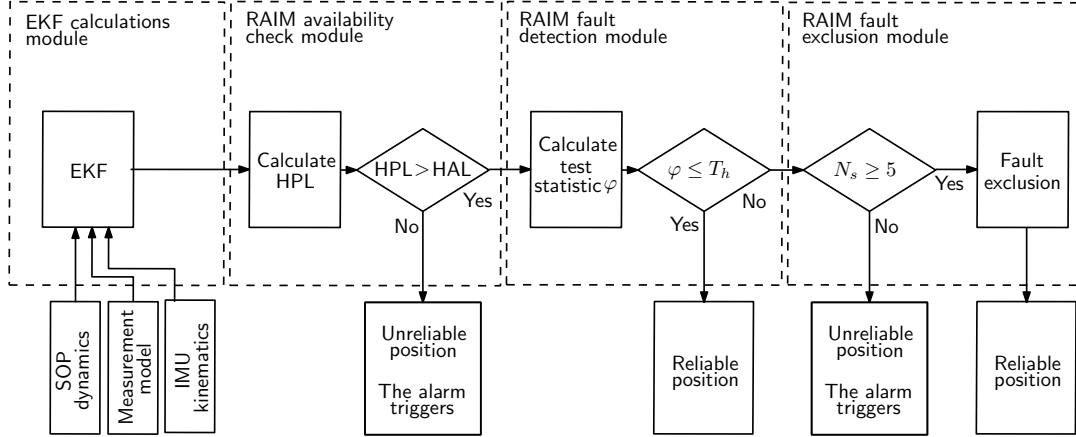 EKF calculations
module
RAIM availability
check module
RAIM fault
detection module
RAIM fault
exclusion module
EKF
Calculate
HPL
HPL > HAL
Yes
No
Calculate
test
statistic φ
φ ≤ T_h
No
Yes
N_s ≥ 5
Yes
No
Fault
exclusion
SOP
dynamics
Measurement
model
IMU
kinematics
Unreliable
position
The alarm
triggers
Reliable
position
Unreliable
position
The alarm
triggers
Reliable
position